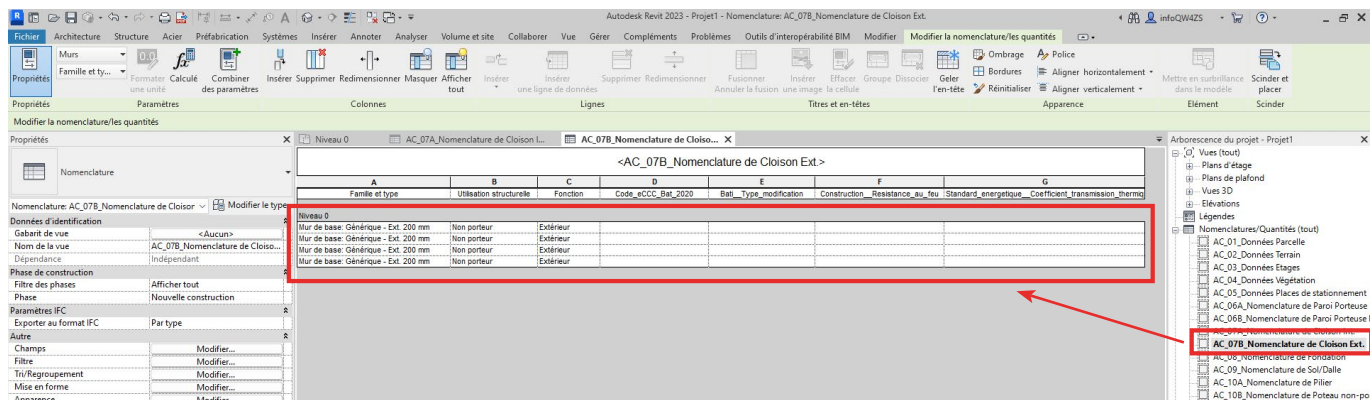 Autodesk Revit 2023 - Projet1 - Nomenclature: AC_07B_Nomenclature de Cloison Ext.
infoQW4ZS
Fichier Architecture Structure Acier Préfabrication Systèmes Insérer Annoter Analyser Volume et site Collaborer Vue Gérer Compléments Problèmes Outils d'interopérabilité BIM Modifier Modifier la nomenclature/les quantités
Murs
Famille et ty...
0,0
fx
Ombrage Police
Bordures Aligner horizontalement
Réinitialiser Aligner verticalement
Propriétés Formater Calculé Combiner Insérer Supprimer Redimensionner Masquer Afficher Insérer Insérer Supprimer Redimensionner Fusionner Insérer Effacer Groupe Dissocier Geler Mettre en surbrillance Scinder et
une unité des paramètres tout une ligne de données Annuler la fusion une image la cellule l'en-tête dans le modèle placer
Propriétés Paramètres Colonnes Lignes Titres et en-têtes Apparence Elément Scinder
Modifier la nomenclature/les quantités
Propriétés
Nomenclature
Nomenclature: AC_07B_Nomenclature de Cloisor Modifier le type
Données d'identification
Gabarit de vue <Aucun>
Nom de la vue AC_07B_Nomenclature de Cloiso...
Dépendance Indépendant
Phase de construction
Filtre des phases Afficher tout
Phase Nouvelle construction
Paramètres IFC
Exporter au format IFC Par type
Autre
Champs Modifier...
Filtre Modifier...
Tri/Regroupement Modifier...
Mise en forme Modifier...
Apparence Modifier...
Niveau 0 AC_07A_Nomenclature de Cloison I... AC_07B_Nomenclature de Cloiso...
<AC_07B_Nomenclature de Cloison Ext.>
A B C D E F G
Famille et type Utilisation structurelle Fonction Code_eCCC_Bat_2020 Bati__Type_modification Construction__Resistance_au_feu Standard_energetique__Coefficient_transmission_thermiq
Niveau 0
Mur de base: Générique - Ext. 200 mm Non porteur Extérieur
Mur de base: Générique - Ext. 200 mm Non porteur Extérieur
Mur de base: Générique - Ext. 200 mm Non porteur Extérieur
Mur de base: Générique - Ext. 200 mm Non porteur Extérieur
Arborescence du projet - Projet1
Vues (tout)
Plans d'étage
Plans de plafond
Vues 3D
Elévations
Légendes
Nomenclatures/Quantités (tout)
AC_01_Données Parcelle
AC_02_Données Terrain
AC_03_Données Etages
AC_04_Données Végétation
AC_05_Données Places de stationnement
AC_06A_Nomenclature de Paroi Porteuse
AC_06B_Nomenclature de Paroi Porteuse
AC_07A_Nomenclature de Cloison Int.
AC_07B_Nomenclature de Cloison Ext.
AC_08_Nomenclature de Fondation
AC_09_Nomenclature de Sol/Dalle
AC_10A_Nomenclature de Pilier
AC_10B_Nomenclature de Poteau non-po